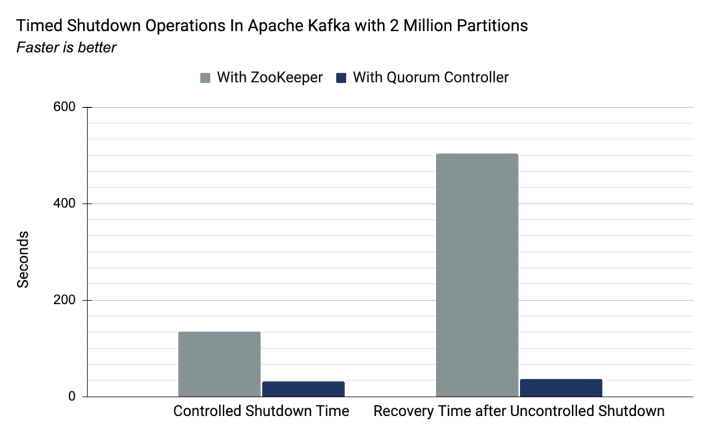 Timed Shutdown Operations In Apache Kafka with 2 Million Partitions
Faster is better
With ZooKeeper With Quorum Controller
600
400
200
0
Seconds
Controlled Shutdown Time Recovery Time after Uncontrolled Shutdown